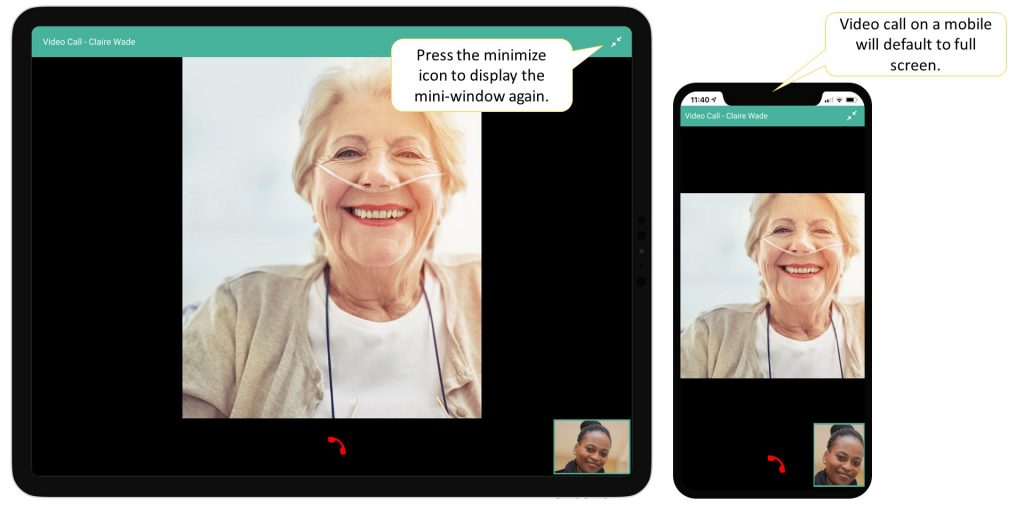 Video Call - Claire Wade
Press the minimize
icon to display the
mini-window again.
Video call on a mobile
will default to full
screen.
11:40
Video Call - Claire Wade